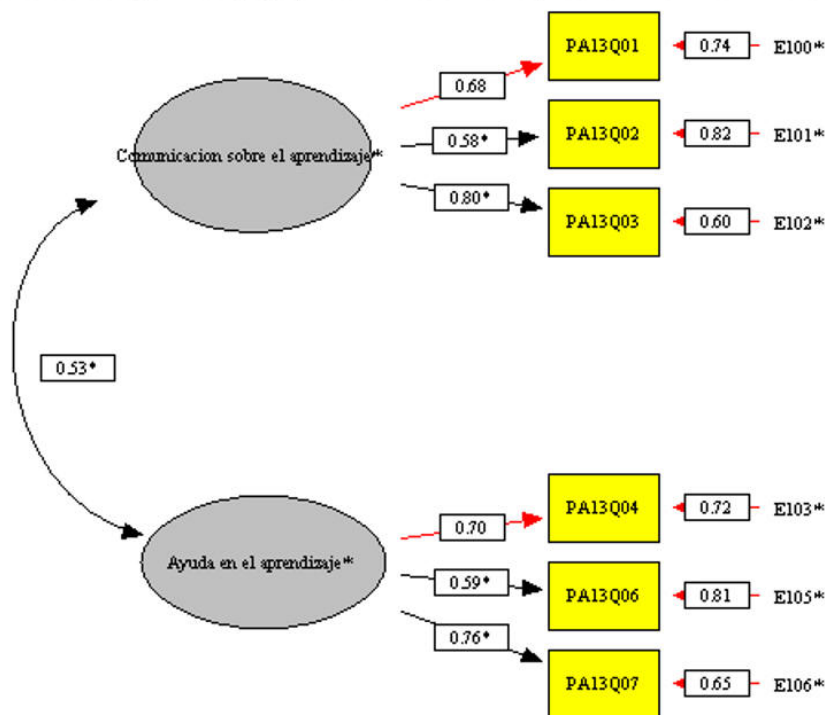 PA13Q01
0.74
E100*
0.68
PA13Q02
0.82
E101*
Comunicacion sobre el aprendizaje*
0.58*
0.80*
PA13Q03
0.60
E102*
0.53*
PA13Q04
0.72
E103*
0.70
Ayuda en el aprendizaje*
0.59*
PA13Q06
0.81
E105*
0.76*
PA13Q07
0.65
E106*